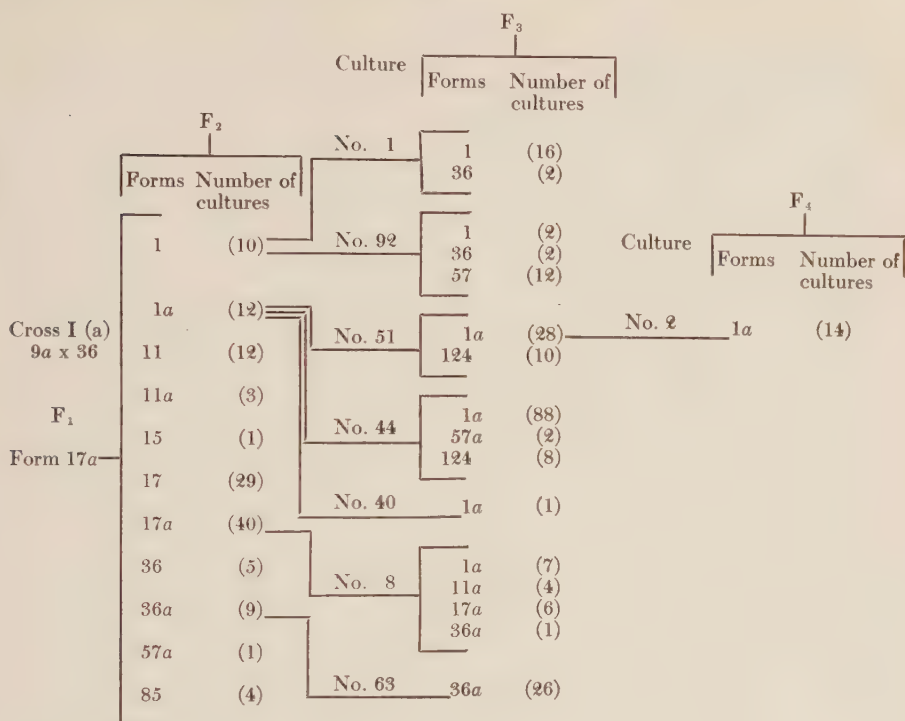 Cross I (a)
9a x 36
F₁
Form 17a
F₂
Forms Number of
cultures
1 (10)
1a (12)
11 (12)
11a (3)
15 (1)
17 (29)
17a (40)
36 (5)
36a (9)
57a (1)
85 (4)
F₃
Culture Forms Number of
cultures
No. 1
1 (16)
36 (2)
No. 92
1 (2)
36 (2)
57 (12)
No. 51
1a (28)
124 (10)
No. 44
1a (88)
57a (2)
124 (8)
No. 40 1a (1)
No. 8
1a (7)
11a (4)
17a (6)
36a (1)
No. 63 36a (26)
F₄
Culture Forms Number of
cultures
No. 2 1a (14)